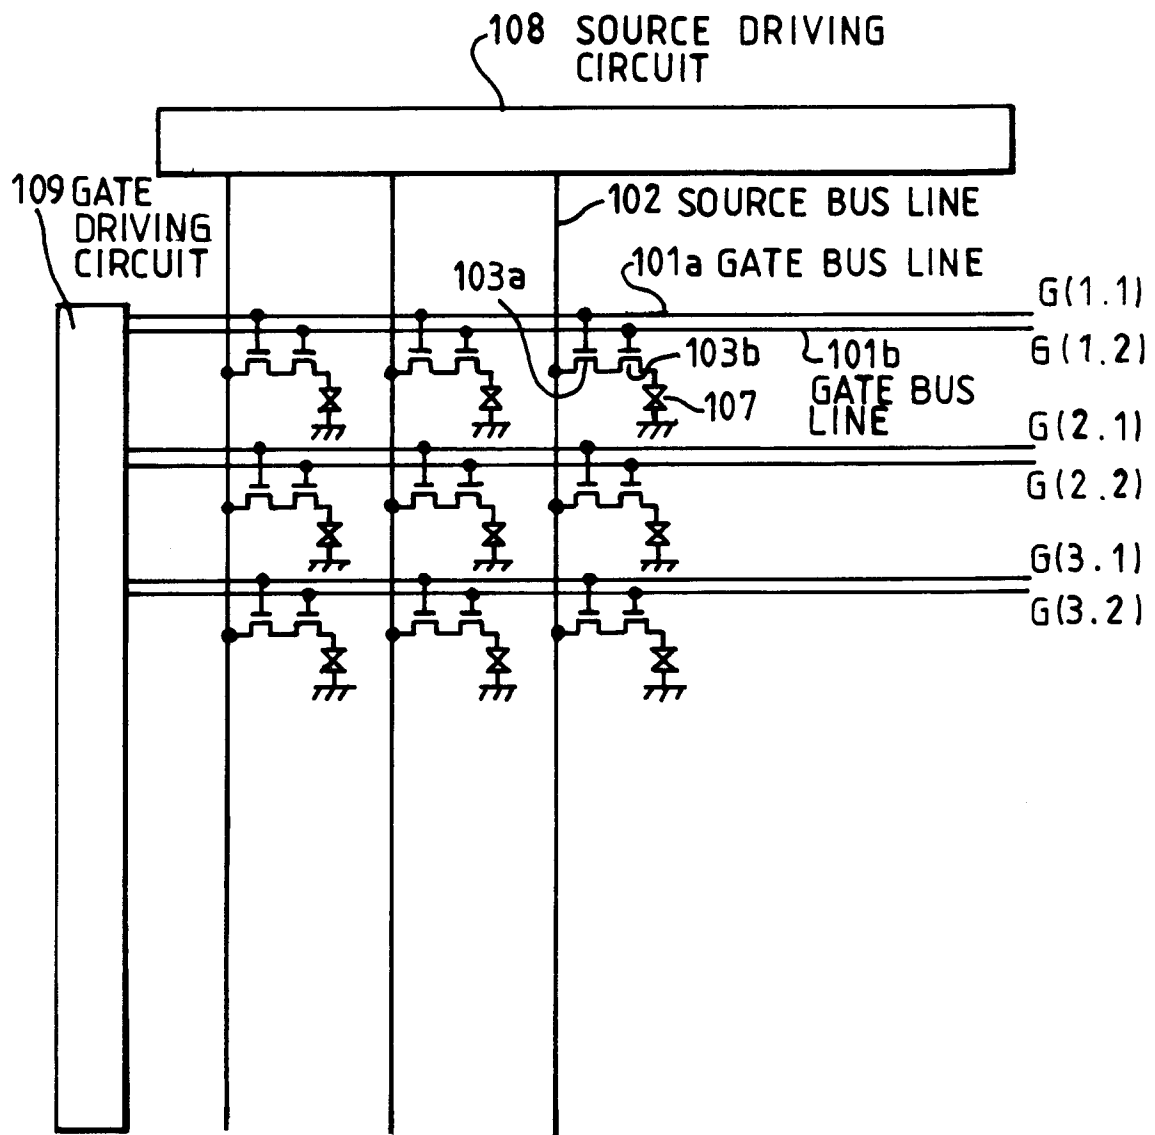 108 SOURCE DRIVING
CIRCUIT
109 GATE
DRIVING
CIRCUIT
102 SOURCE BUS LINE
103a
101a GATE BUS LINE
G(1.1)
103b
101b
GATE BUS
LINE
G(1.2)
107
G(2.1)
G(2.2)
G(3.1)
G(3.2)